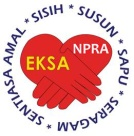 SENTIASA AMAL * SISIH * SUSUN * SAPU * SERAGAM *
EKSA
NPRA